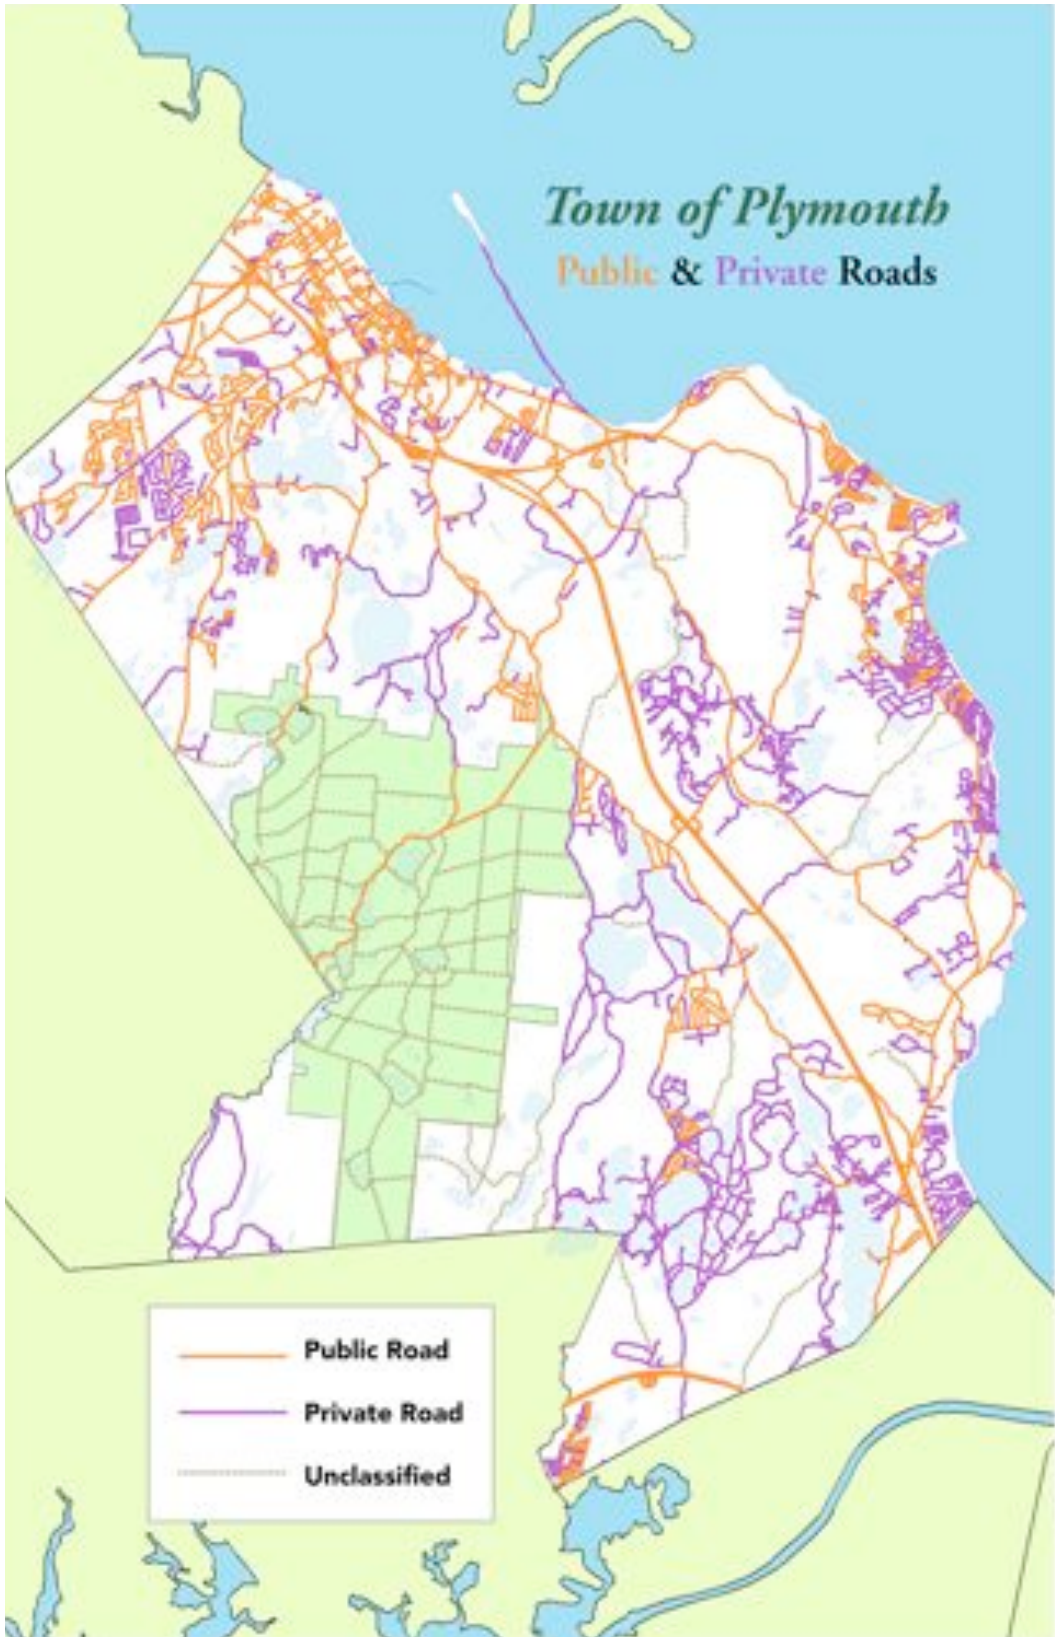 Town of Plymouth
Public & Private Roads
Public Road
Private Road
Unclassified